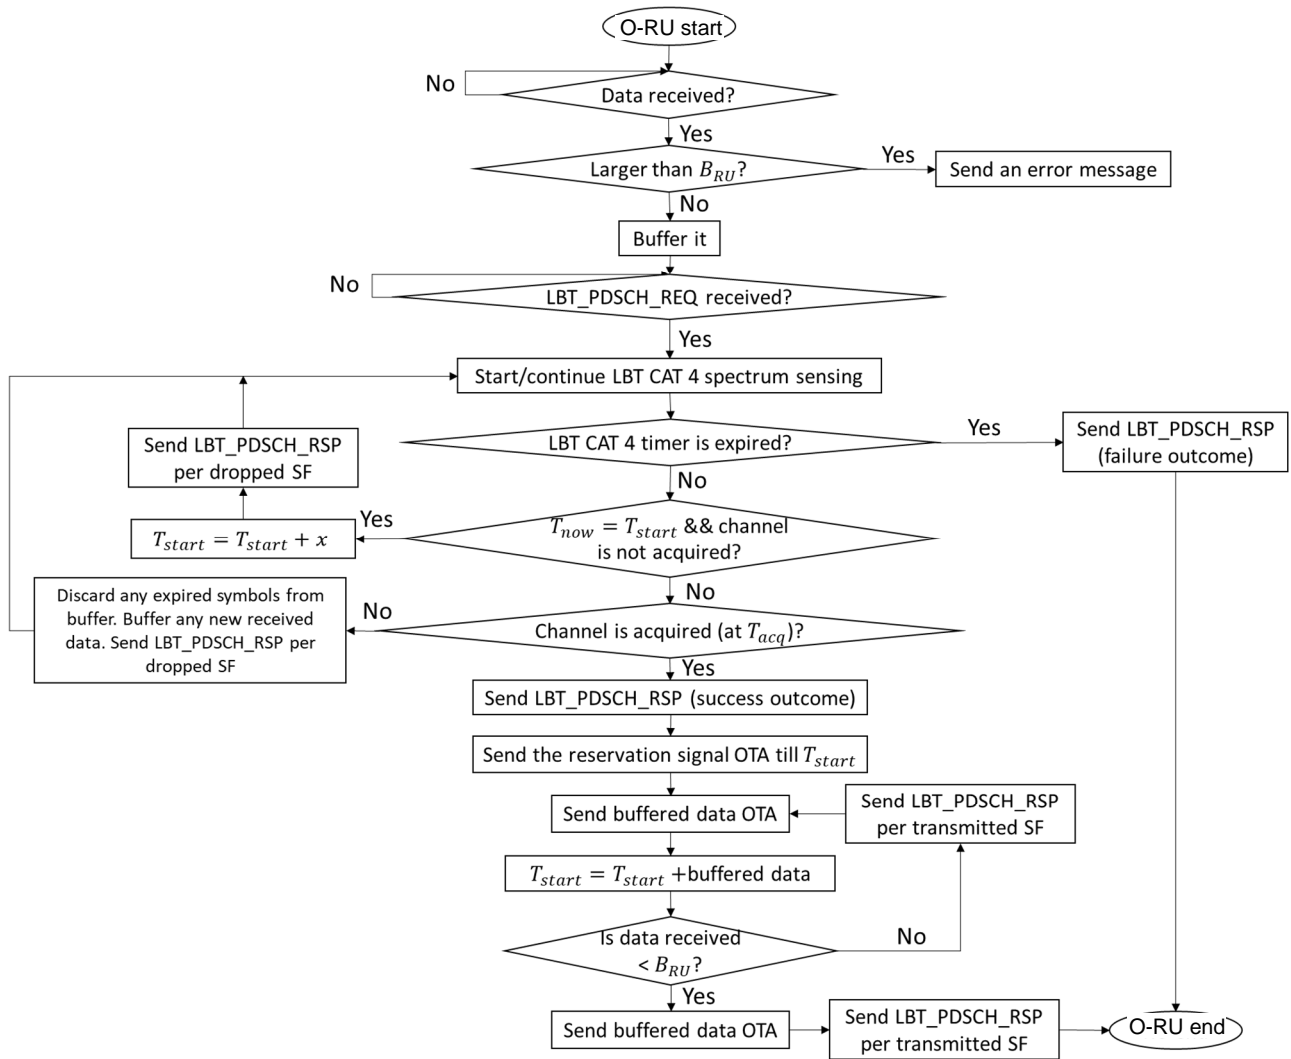 O-RU start
No
Data received?
Yes
Larger than B_RU?
Yes
Send an error message
No
Buffer it
No
LBT_PDSCH_REQ received?
Yes
Start/continue LBT CAT 4 spectrum sensing
LBT CAT 4 timer is expired?
Yes
Send LBT_PDSCH_RSP
(failure outcome)
Send LBT_PDSCH_RSP
per dropped SF
No
T_now = T_start && channel
is not acquired?
Yes
T_start = T_start + x
No
Discard any expired symbols from
buffer. Buffer any new received
data. Send LBT_PDSCH_RSP per
dropped SF
No
Channel is acquired (at T_acq)?
Yes
Send LBT_PDSCH_RSP (success outcome)
Send the reservation signal OTA till T_start
Send buffered data OTA
Send LBT_PDSCH_RSP
per transmitted SF
T_start = T_start +buffered data
Is data received
< B_RU?
No
Yes
Send buffered data OTA
Send LBT_PDSCH_RSP
per transmitted SF
O-RU end